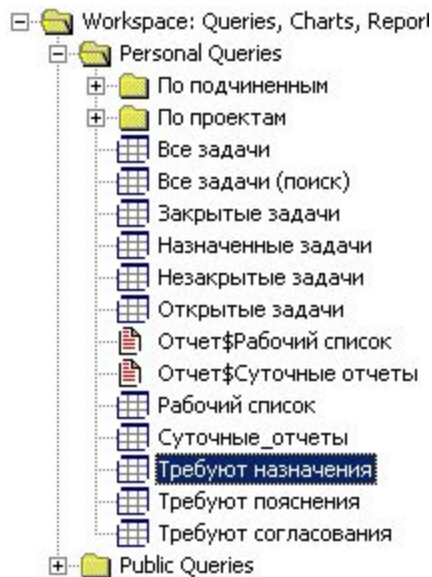 Workspace: Queries, Charts, Report
Personal Queries
По подчиненным
По проектам
Все задачи
Все задачи (поиск)
Закрытые задачи
Назначенные задачи
Незакрытые задачи
Открытые задачи
Отчет$Рабочий список
Отчет$Суточные отчеты
Рабочий список
Суточные_отчеты
Требуют назначения
Требуют пояснения
Требуют согласования
Public Queries